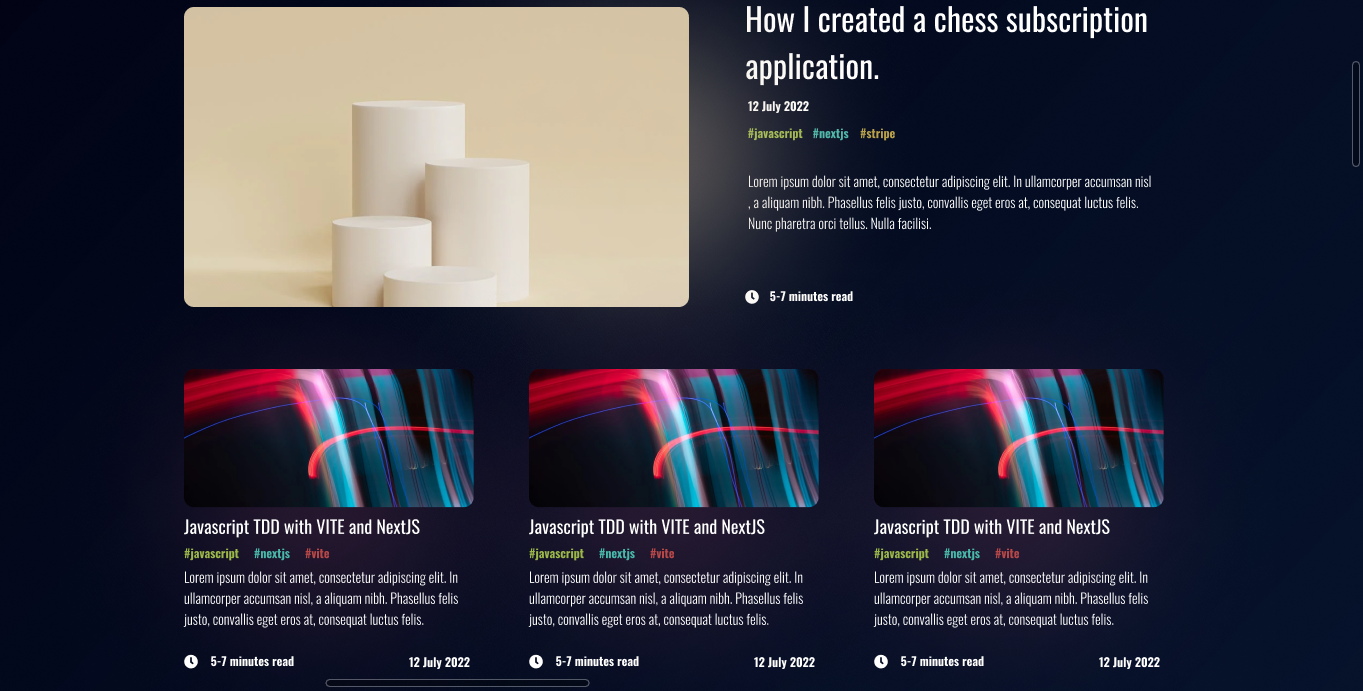 How I created a chess subscription
application.
12 July 2022
#javascript #nextjs #stripe
Lorem ipsum dolor sit amet, consectetur adipiscing elit. In ullamcorper accumsan nisl
, a aliquam nibh. Phasellus felis justo, convallis eget eros at, consequat luctus felis.
Nunc pharetra orci tellus. Nulla facilisi.
5-7 minutes read
Javascript TDD with VITE and NextJS
#javascript #nextjs #vite
Lorem ipsum dolor sit amet, consectetur adipiscing elit. In
ullamcorper accumsan nisl, a aliquam nibh. Phasellus felis
justo, convallis eget eros at, consequat luctus felis.
5-7 minutes read 12 July 2022
Javascript TDD with VITE and NextJS
#javascript #nextjs #vite
Lorem ipsum dolor sit amet, consectetur adipiscing elit. In
ullamcorper accumsan nisl, a aliquam nibh. Phasellus felis
justo, convallis eget eros at, consequat luctus felis.
5-7 minutes read 12 July 2022
Javascript TDD with VITE and NextJS
#javascript #nextjs #vite
Lorem ipsum dolor sit amet, consectetur adipiscing elit. In
ullamcorper accumsan nisl, a aliquam nibh. Phasellus felis
justo, convallis eget eros at, consequat luctus felis.
5-7 minutes read 12 July 2022